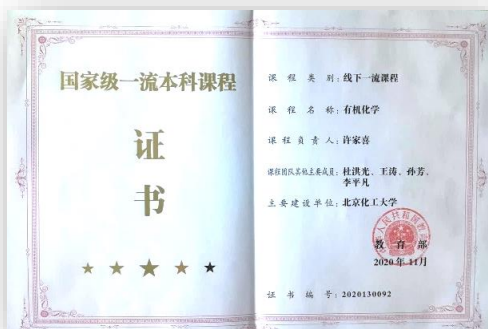 国家级一流本科课程
证
书
课程类别：线下一流课程
课程名称：有机化学
课程负责人：许家喜
课程团队其他主要成员：杜洪光、王涛、孙芳、
李平凡
主要建设单位：北京化工大学
教育部
2020年11月
证书编号：2020130092